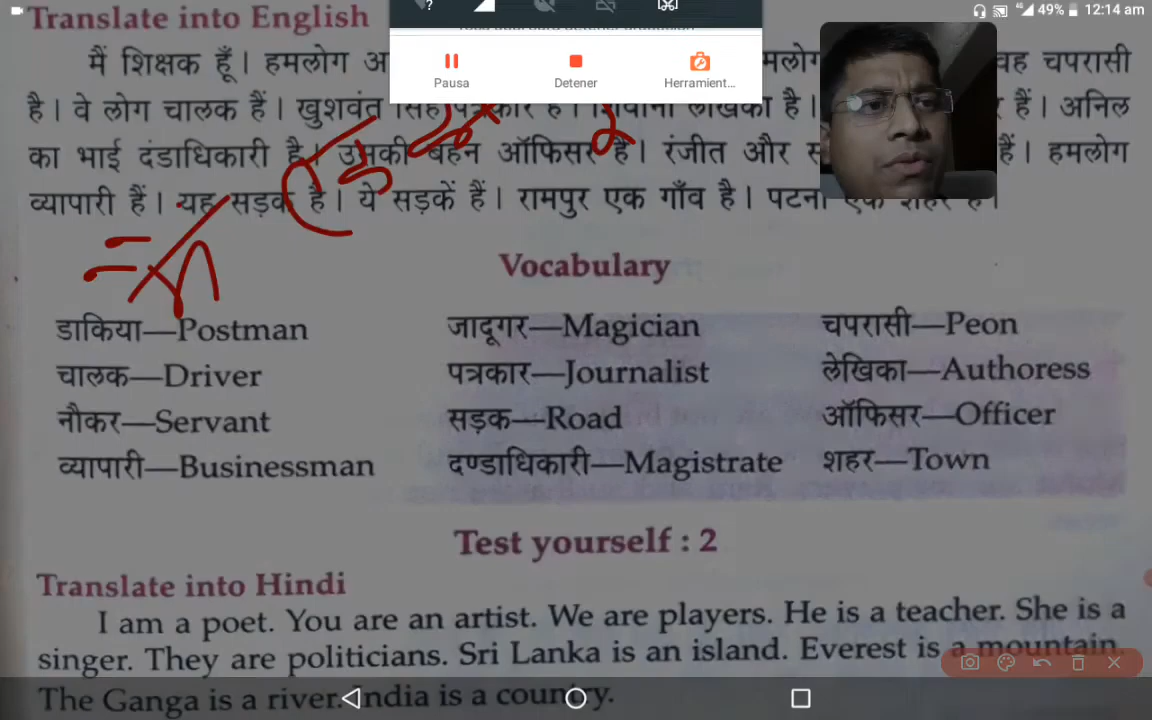 Translate into English
49% 12:14 am
मैं शिक्षक हूँ। हमलोग वह चपरासी
Pausa Detener Herramient...
है। वे लोग चालक हैं। खुशवंत सिंह पत्रकार है। लेखिका है। हैं। अनिल
का भाई दंडाधिकारी है। उसकी बहन ऑफिसर है। रंजीत और हैं। हमलोग
व्यापारी हैं। यह सड़क है। ये सड़कें हैं। रामपुर एक गाँव है। पटना एक शहर है।
Vocabulary
डाकिया—Postman जादूगर—Magician चपरासी—Peon
चालक—Driver पत्रकार—Journalist लेखिका—Authoress
नौकर—Servant सड़क—Road ऑफिसर—Officer
व्यापारी—Businessman दण्डाधिकारी—Magistrate शहर—Town
Test yourself : 2
Translate into Hindi
I am a poet. You are an artist. We are players. He is a teacher. She is a
singer. They are politicians. Sri Lanka is an island. Everest is a mountain.
The Ganga is a river. India is a country.